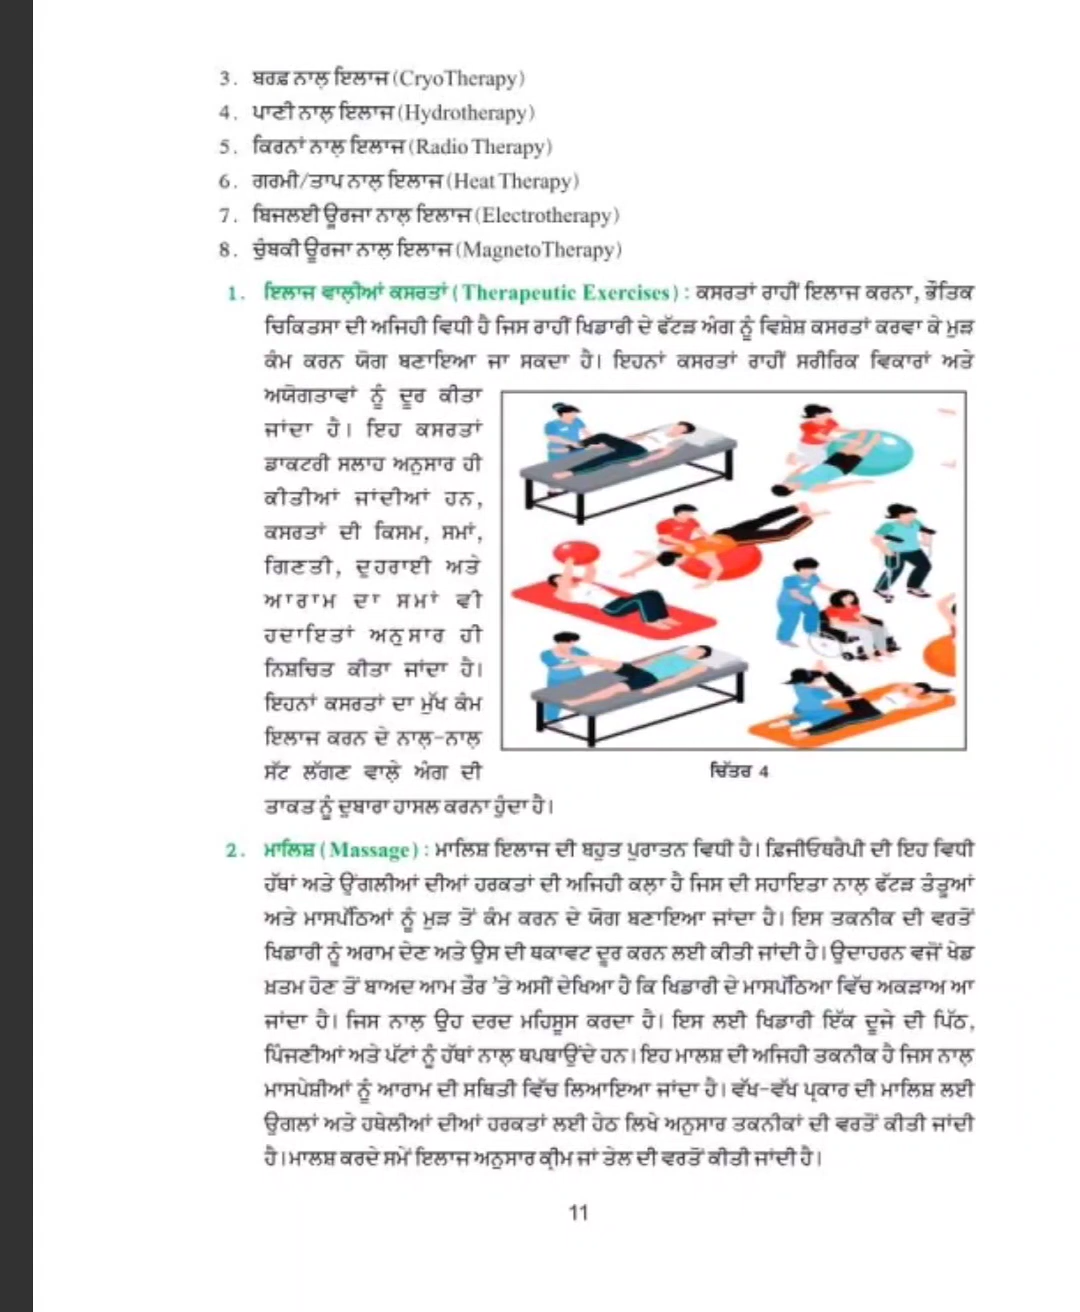 3. ਬਰਫ਼ ਨਾਲ਼ ਇਲਾਜ (CryoTherapy)
4. ਪਾਣੀ ਨਾਲ਼ ਇਲਾਜ (Hydrotherapy)
5. ਕਿਰਨਾਂ ਨਾਲ਼ ਇਲਾਜ (Radio Therapy)
6. ਗਰਮੀ/ਤਾਪ ਨਾਲ਼ ਇਲਾਜ (Heat Therapy)
7. ਬਿਜਲਈ ਊਰਜਾ ਨਾਲ਼ ਇਲਾਜ (Electrotherapy)
8. ਚੁੰਬਕੀ ਊਰਜਾ ਨਾਲ਼ ਇਲਾਜ (MagnetoTherapy)
1. ਇਲਾਜ ਵਾਲ਼ੀਆਂ ਕਸਰਤਾਂ (Therapeutic Exercises) : ਕਸਰਤਾਂ ਰਾਹੀਂ ਇਲਾਜ ਕਰਨਾ, ਭੌਤਿਕ
ਚਿਕਿਤਸਾ ਦੀ ਅਜਿਹੀ ਵਿਧੀ ਹੈ ਜਿਸ ਰਾਹੀਂ ਖਿਡਾਰੀ ਦੇ ਫੱਟੜ ਅੰਗ ਨੂੰ ਵਿਸ਼ੇਸ਼ ਕਸਰਤਾਂ ਕਰਵਾ ਕੇ ਮੁੜ
ਕੰਮ ਕਰਨ ਯੋਗ ਬਣਾਇਆ ਜਾ ਸਕਦਾ ਹੈ। ਇਹਨਾਂ ਕਸਰਤਾਂ ਰਾਹੀਂ ਸਰੀਰਿਕ ਵਿਕਾਰਾਂ ਅਤੇ
ਅਯੋਗਤਾਵਾਂ ਨੂੰ ਦੂਰ ਕੀਤਾ
ਜਾਂਦਾ ਹੈ। ਇਹ ਕਸਰਤਾਂ
ਡਾਕਟਰੀ ਸਲਾਹ ਅਨੁਸਾਰ ਹੀ
ਕੀਤੀਆਂ ਜਾਂਦੀਆਂ ਹਨ,
ਕਸਰਤਾਂ ਦੀ ਕਿਸਮ, ਸਮਾਂ,
ਗਿਣਤੀ, ਦੁਹਰਾਈ ਅਤੇ
ਆਰਾਮ ਦਾ ਸਮਾਂ ਵੀ
ਹਦਾਇਤਾਂ ਅਨੁਸਾਰ ਹੀ
ਨਿਸ਼ਚਿਤ ਕੀਤਾ ਜਾਂਦਾ ਹੈ।
ਇਹਨਾਂ ਕਸਰਤਾਂ ਦਾ ਮੁੱਖ ਕੰਮ
ਇਲਾਜ ਕਰਨ ਦੇ ਨਾਲ਼-ਨਾਲ਼
ਸੱਟ ਲੱਗਣ ਵਾਲ਼ੇ ਅੰਗ ਦੀ
ਤਾਕਤ ਨੂੰ ਦੁਬਾਰਾ ਹਾਸਲ ਕਰਨਾ ਹੁੰਦਾ ਹੈ।
ਚਿੱਤਰ 4
2. ਮਾਲਿਸ਼ (Massage) : ਮਾਲਿਸ਼ ਇਲਾਜ ਦੀ ਬਹੁਤ ਪੁਰਾਤਨ ਵਿਧੀ ਹੈ। ਫ਼ਿਜੀਓਥਰੈਪੀ ਦੀ ਇਹ ਵਿਧੀ
ਹੱਥਾਂ ਅਤੇ ਉਂਗਲੀਆਂ ਦੀਆਂ ਹਰਕਤਾਂ ਦੀ ਅਜਿਹੀ ਕਲਾ ਹੈ ਜਿਸ ਦੀ ਸਹਾਇਤਾ ਨਾਲ਼ ਫੱਟੜ ਤੰਤੂਆਂ
ਅਤੇ ਮਾਸਪੱਠਿਆਂ ਨੂੰ ਮੁੜ ਤੋਂ ਕੰਮ ਕਰਨ ਦੇ ਯੋਗ ਬਣਾਇਆ ਜਾਂਦਾ ਹੈ। ਇਸ ਤਕਨੀਕ ਦੀ ਵਰਤੋਂ
ਖਿਡਾਰੀ ਨੂੰ ਅਰਾਮ ਦੇਣ ਅਤੇ ਉਸ ਦੀ ਥਕਾਵਟ ਦੂਰ ਕਰਨ ਲਈ ਕੀਤੀ ਜਾਂਦੀ ਹੈ। ਉਦਾਹਰਨ ਵਜੋਂ ਖੇਡ
ਖ਼ਤਮ ਹੋਣ ਤੋਂ ਬਾਅਦ ਆਮ ਤੌਰ 'ਤੇ ਅਸੀਂ ਦੇਖਿਆ ਹੈ ਕਿ ਖਿਡਾਰੀ ਦੇ ਮਾਸਪੱਠਿਆ ਵਿੱਚ ਅਕੜਾਅ ਆ
ਜਾਂਦਾ ਹੈ। ਜਿਸ ਨਾਲ਼ ਉਹ ਦਰਦ ਮਹਿਸੂਸ ਕਰਦਾ ਹੈ। ਇਸ ਲਈ ਖਿਡਾਰੀ ਇੱਕ ਦੂਜੇ ਦੀ ਪਿੱਠ,
ਪਿੰਜਣੀਆਂ ਅਤੇ ਪੱਟਾਂ ਨੂੰ ਹੱਥਾਂ ਨਾਲ਼ ਥਪਥਾਉਂਦੇ ਹਨ। ਇਹ ਮਾਲਸ਼ ਦੀ ਅਜਿਹੀ ਤਕਨੀਕ ਹੈ ਜਿਸ ਨਾਲ਼
ਮਾਸਪੇਸ਼ੀਆਂ ਨੂੰ ਆਰਾਮ ਦੀ ਸਥਿਤੀ ਵਿੱਚ ਲਿਆਇਆ ਜਾਂਦਾ ਹੈ। ਵੱਖ-ਵੱਖ ਪ੍ਰਕਾਰ ਦੀ ਮਾਲਿਸ਼ ਲਈ
ਉਗਲਾਂ ਅਤੇ ਹਥੇਲੀਆਂ ਦੀਆਂ ਹਰਕਤਾਂ ਲਈ ਹੇਠ ਲਿਖੇ ਅਨੁਸਾਰ ਤਕਨੀਕਾਂ ਦੀ ਵਰਤੋਂ ਕੀਤੀ ਜਾਂਦੀ
ਹੈ। ਮਾਲਸ਼ ਕਰਦੇ ਸਮੇਂ ਇਲਾਜ ਅਨੁਸਾਰ ਕ੍ਰੀਮ ਜਾਂ ਤੇਲ ਦੀ ਵਰਤੋਂ ਕੀਤੀ ਜਾਂਦੀ ਹੈ।
11